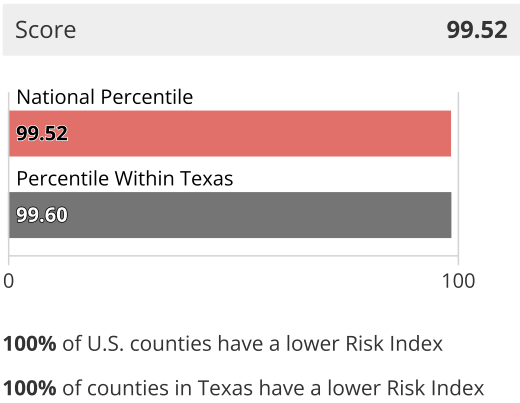 Score 99.52
National Percentile
99.52
Percentile Within Texas
99.60
0 100
100% of U.S. counties have a lower Risk Index
100% of counties in Texas have a lower Risk Index